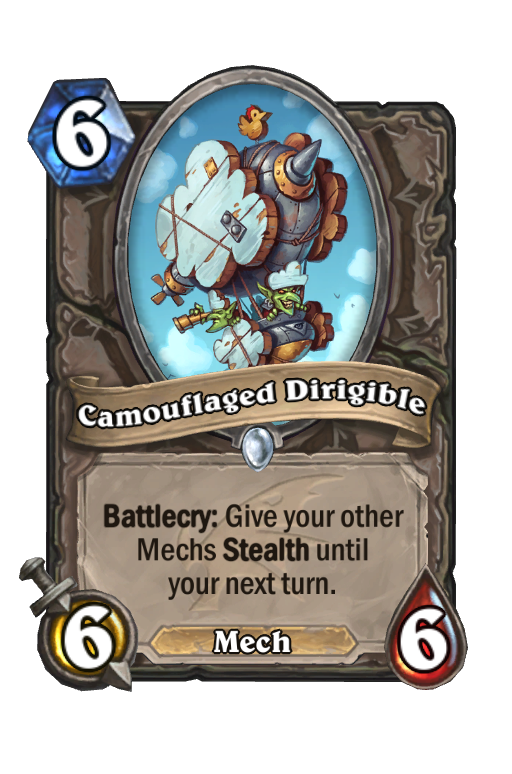 6
Camouflaged Dirigible
Battlecry: Give your other
Mechs Stealth until
your next turn.
6
Mech
6